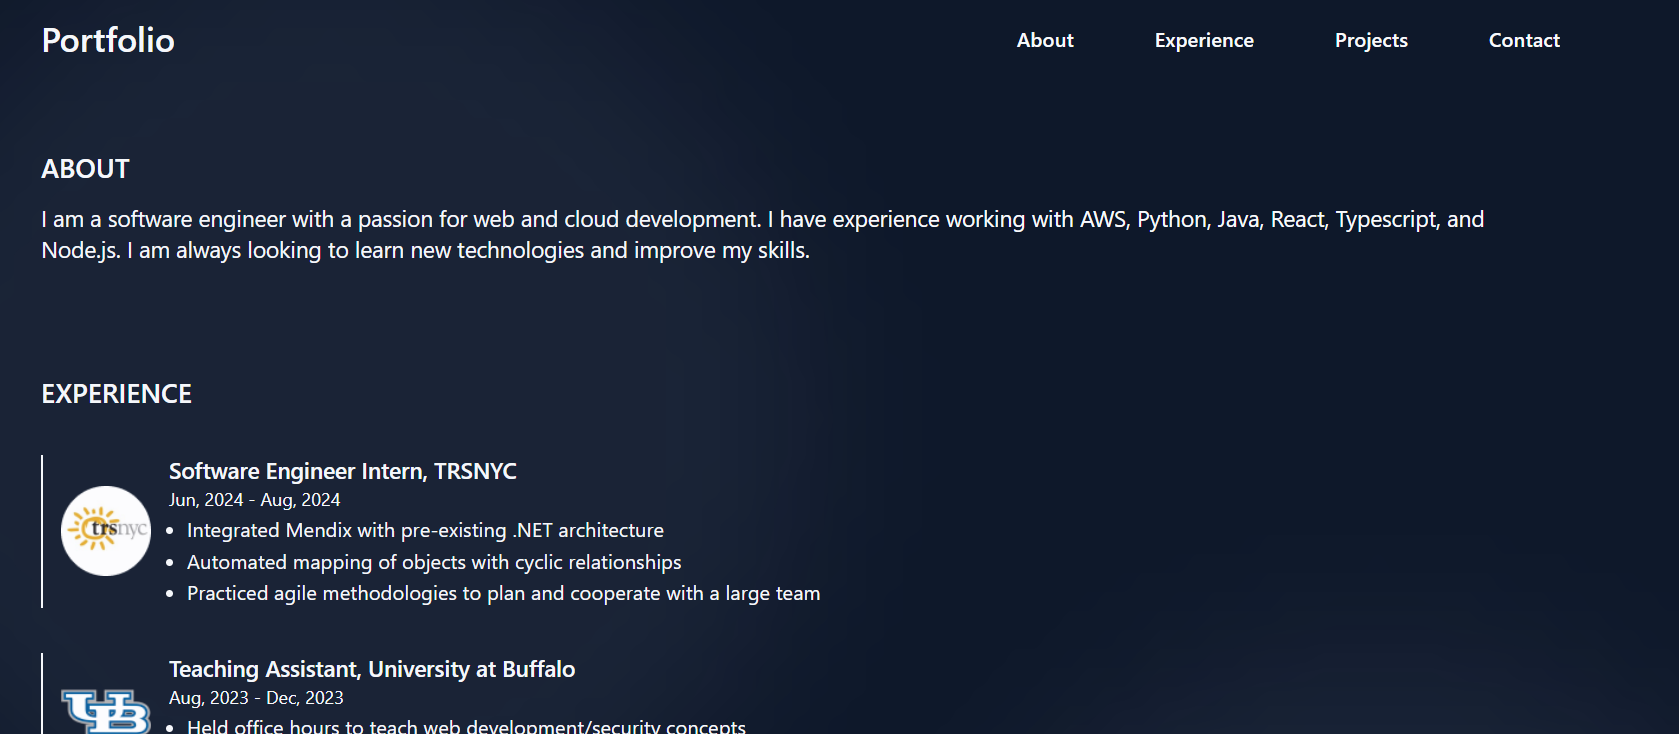 Portfolio
About Experience Projects Contact
ABOUT
I am a software engineer with a passion for web and cloud development. I have experience working with AWS, Python, Java, React, Typescript, and
Node.js. I am always looking to learn new technologies and improve my skills.
EXPERIENCE
Software Engineer Intern, TRSNYC
Jun, 2024 - Aug, 2024
trsnyc
• Integrated Mendix with pre-existing .NET architecture
• Automated mapping of objects with cyclic relationships
• Practiced agile methodologies to plan and cooperate with a large team
Teaching Assistant, University at Buffalo
Aug, 2023 - Dec, 2023
UB
• Held office hours to teach web development/security concepts